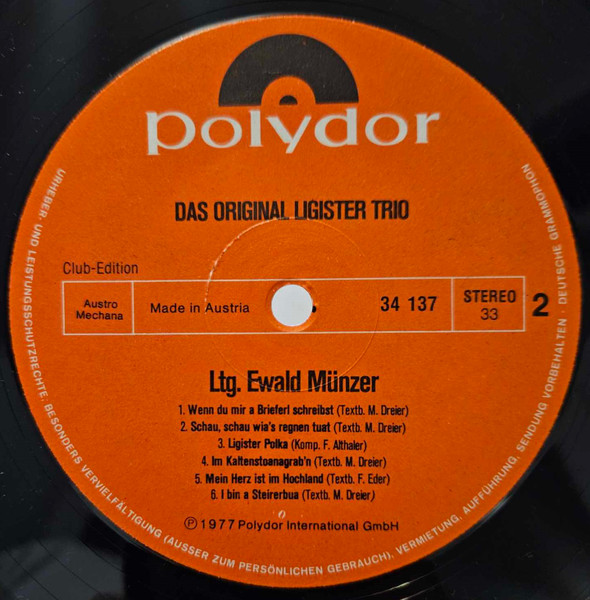 polydor
DAS ORIGINAL LIGISTER TRIO
Club-Edition
Austro
Mechana
Made in Austria
34 137
STEREO
33
2
Ltg. Ewald Münzer
1. Wenn du mir a Brieferl schreibst (Textb. M. Dreier)
2. Schau, schau wia's regnen tuat (Textb. M. Dreier)
3. Ligister Polka (Komp. F. Althaler)
4. Im Kaltenstoanagrab'n (Textb. M. Dreier)
5. Mein Herz ist im Hochland (Textb. F. Eder)
6. I bin a Steirerbua (Textb. M. Dreier)
Ⓟ 1977 Polydor International GmbH
URHEBER- UND LEISTUNGSSCHUTZRECHTE, BESONDERS VERVIELFÄLTIGUNG (AUSSER ZUM PERSÖNLICHEN GEBRAUCH), VERMIETUNG, AUFFÜHRUNG, SENDUNG VORBEHALTEN · DEUTSCHE GRAMMOPHON